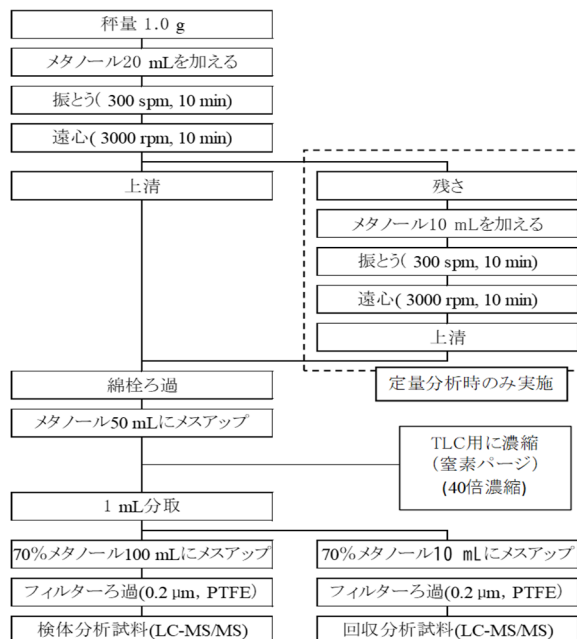 秤量 1.0 g
メタノール20 mLを加える
振とう( 300 spm, 10 min)
遠心( 3000 rpm, 10 min)
上清
残さ
メタノール10 mLを加える
振とう( 300 spm, 10 min)
遠心( 3000 rpm, 10 min)
上清
定量分析時のみ実施
綿栓ろ過
メタノール50 mLにメスアップ
TLC用に濃縮
（窒素パージ）
(40倍濃縮)
1 mL分取
70％メタノール100 mLにメスアップ
フィルターろ過(0.2 μm, PTFE)
検体分析試料(LC-MS/MS)
70％メタノール10 mLにメスアップ
フィルターろ過(0.2 μm, PTFE)
回収分析試料(LC-MS/MS)